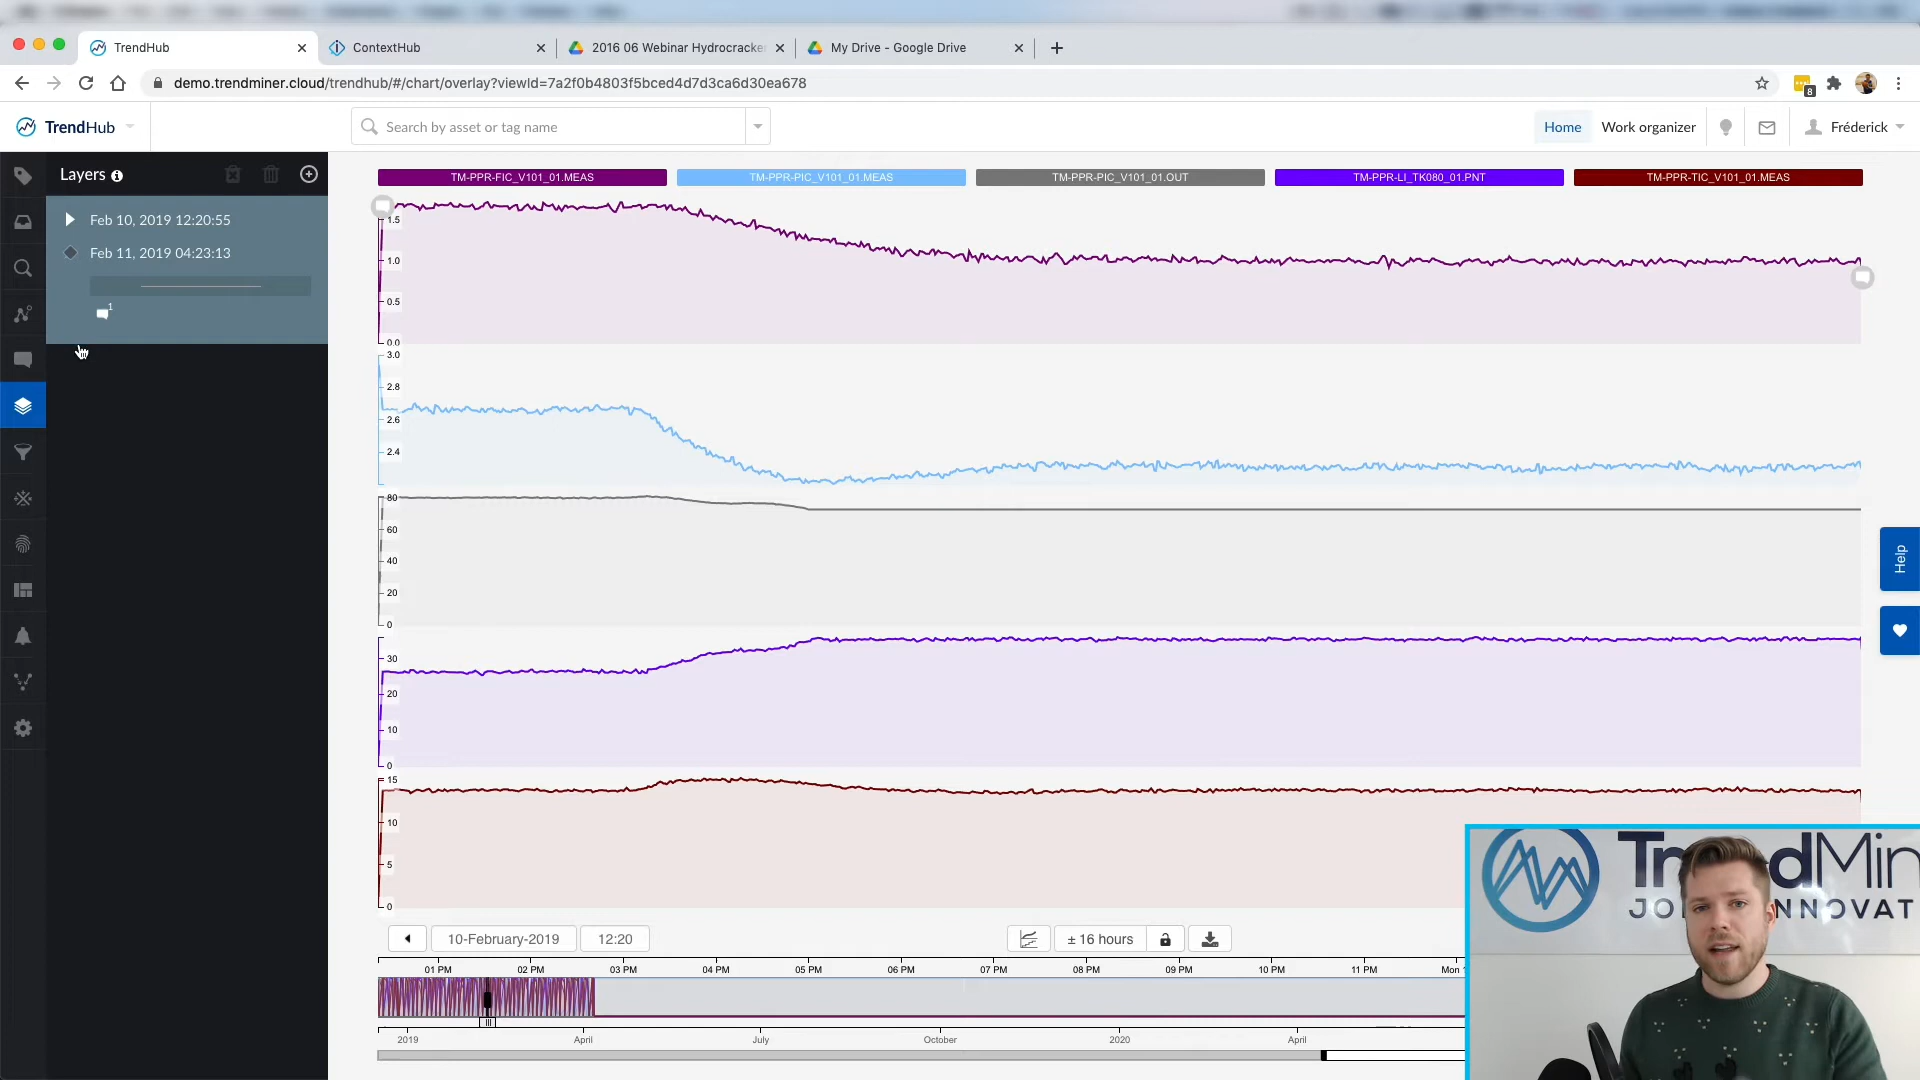 TrendHub
ContextHub
2016 06 Webinar Hydrocracker
My Drive - Google Drive
demo.trendminer.cloud/trendhub/#/chart/overlay?viewId=7a2f0b4803f5bced4d7d3ca6d30ea678
8
TrendHub
Search by asset or tag name
Home
Work organizer
Fréderick
Layers
Feb 10, 2019 12:20:55
Feb 11, 2019 04:23:13
1
TM-PPR-FIC_V101_01.MEAS
TM-PPR-PIC_V101_01.MEAS
TM-PPR-PIC_V101_01.OUT
TM-PPR-LI_TK080_01.PNT
TM-PPR-TIC_V101_01.MEAS
1.5
1.0
0.5
0.0
3.0
2.8
2.6
2.4
80
60
40
20
0
30
20
10
0
15
10
5
0
Help
10-February-2019
12:20
± 16 hours
01 PM
02 PM
03 PM
04 PM
05 PM
06 PM
07 PM
08 PM
09 PM
10 PM
11 PM
Mon 1
2019
April
July
October
2020
April